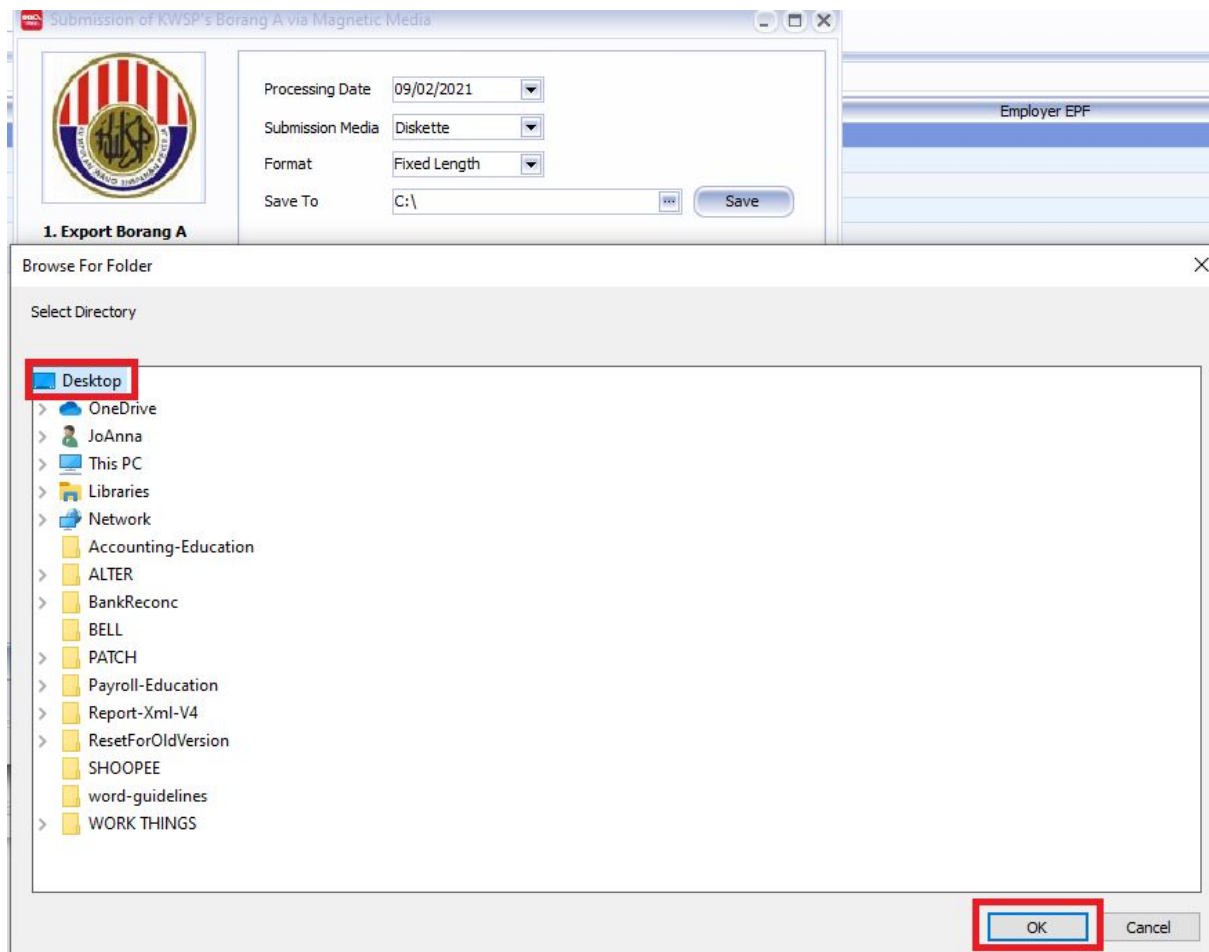 Submission of KWSP's Borang A via Magnetic Media
Processing Date 09/02/2021
Employer EPF
Submission Media Diskette
Format Fixed Length
KWSP
Save To C:\ ... Save
1. Export Borang A
Browse For Folder
Select Directory
Desktop
OneDrive
JoAnna
This PC
Libraries
Network
Accounting-Education
ALTER
BankReconc
BELL
PATCH
Payroll-Education
Report-Xml-V4
ResetForOldVersion
SHOOPEE
word-guidelines
WORK THINGS
OK Cancel